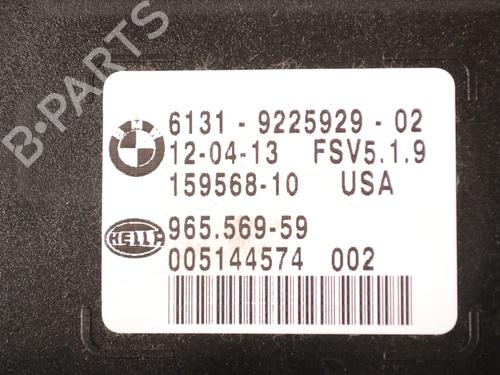 B-PARTS
BMW
6131 - 9225929 - 02
12-04-13 FSV5.1.9
159568-10 USA
HELLA
965.569-59
005144574 002